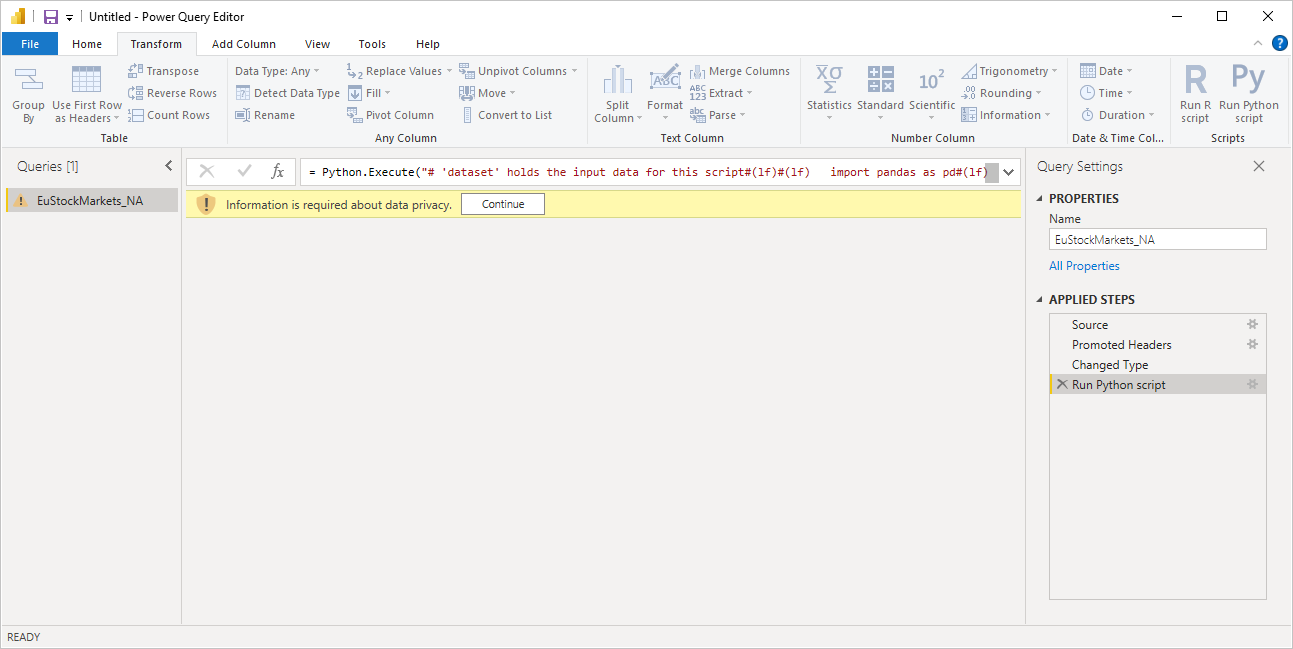 Untitled - Power Query Editor
File Home Transform Add Column View Tools Help
Group By
Use First Row as Headers
Transpose
Reverse Rows
Count Rows
Table
Data Type: Any
Detect Data Type
Rename
Replace Values
Fill
Pivot Column
Unpivot Columns
Move
Convert to List
Any Column
Split Column
ABC
Format
Merge Columns
ABC
123
Extract
abc
Parse
Text Column
Statistics
Standard
10²
Scientific
Trigonometry
Rounding
Information
Number Column
Date
Time
Duration
Date & Time Col...
R
Run R script
Py
Run Python script
Scripts
Queries [1]
EuStockMarkets_NA
fx
= Python.Execute("# 'dataset' holds the input data for this script#(lf)#(lf)   import pandas as pd#(lf)
Information is required about data privacy. Continue
Query Settings
PROPERTIES
Name
EuStockMarkets_NA
All Properties
APPLIED STEPS
Source
Promoted Headers
Changed Type
Run Python script
READY